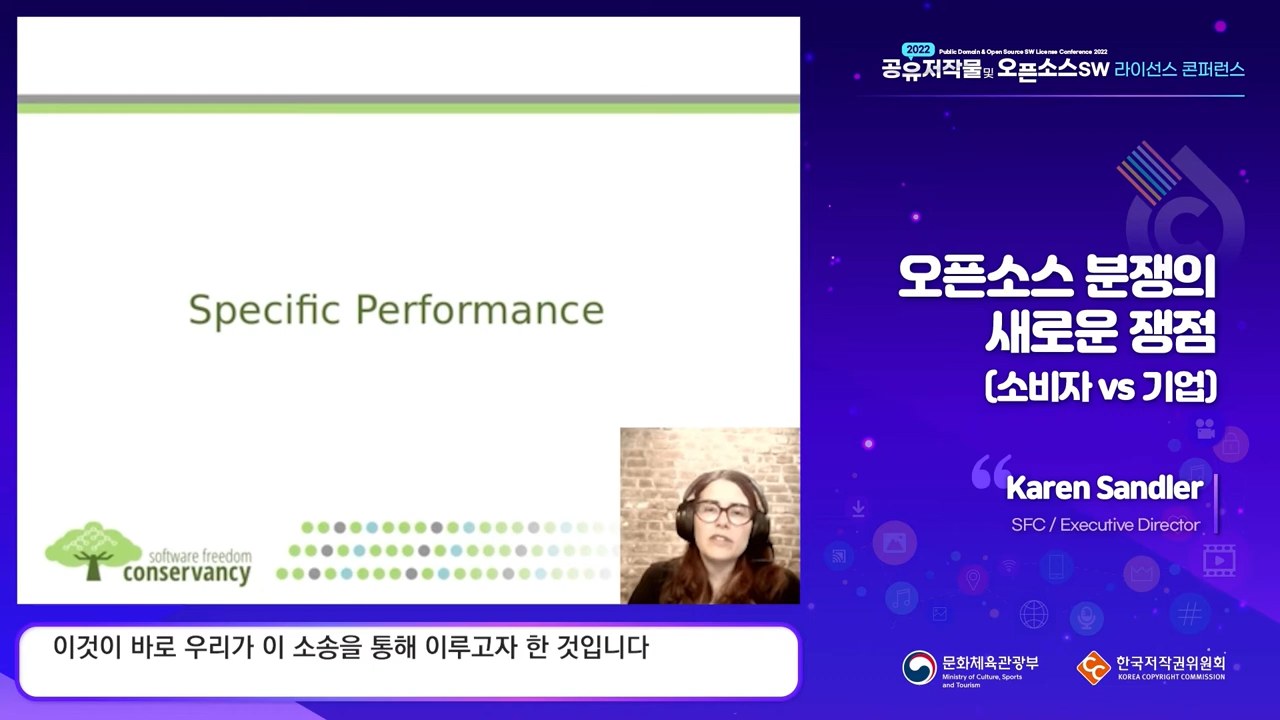 Specific Performance
software freedom
conservancy
이것이 바로 우리가 이 소송을 통해 이루고자 한 것입니다
2022 Public Domain & Open Source SW License Conference 2022
공유저작물 및 오픈소스SW 라이선스 콘퍼런스
오픈소스 분쟁의
새로운 쟁점
(소비자 vs 기업)
“
Karen Sandler
SFC / Executive Director
문화체육관광부
Ministry of Culture, Sports
and Tourism
한국저작권위원회
KOREA COPYRIGHT COMMISSION